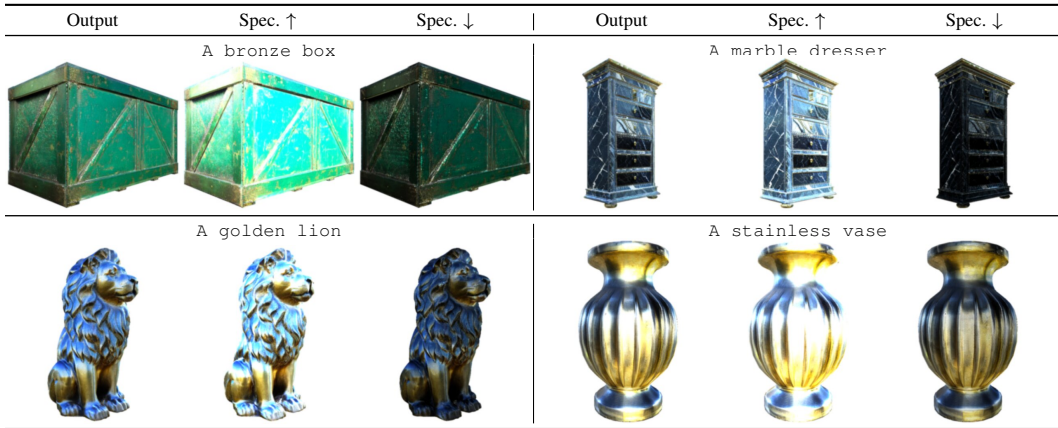 Output Spec. ↑ Spec. ↓ Output Spec. ↑ Spec. ↓
A bronze box A marble dresser
A golden lion A stainless vase